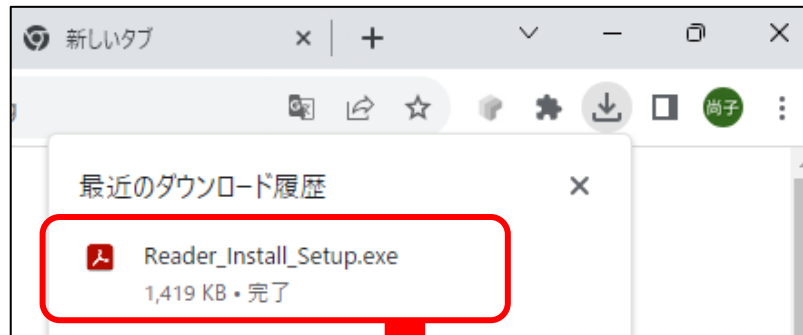 新しいタブ
尚子
最近のダウンロード履歴
Reader_Install_Setup.exe
1,419 KB • 完了